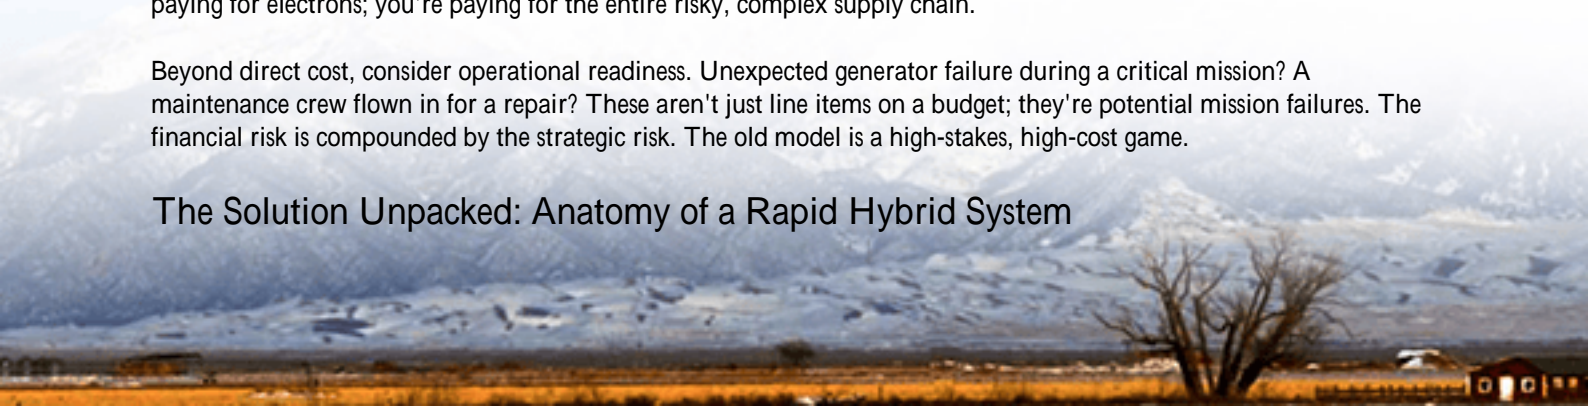 paying for electrons; you're paying for the entire risky, complex supply chain.
Beyond direct cost, consider operational readiness. Unexpected generator failure during a critical mission? A
maintenance crew flown in for a repair? These aren't just line items on a budget; they're potential mission failures. The
financial risk is compounded by the strategic risk. The old model is a high-stakes, high-cost game.
The Solution Unpacked: Anatomy of a Rapid Hybrid System